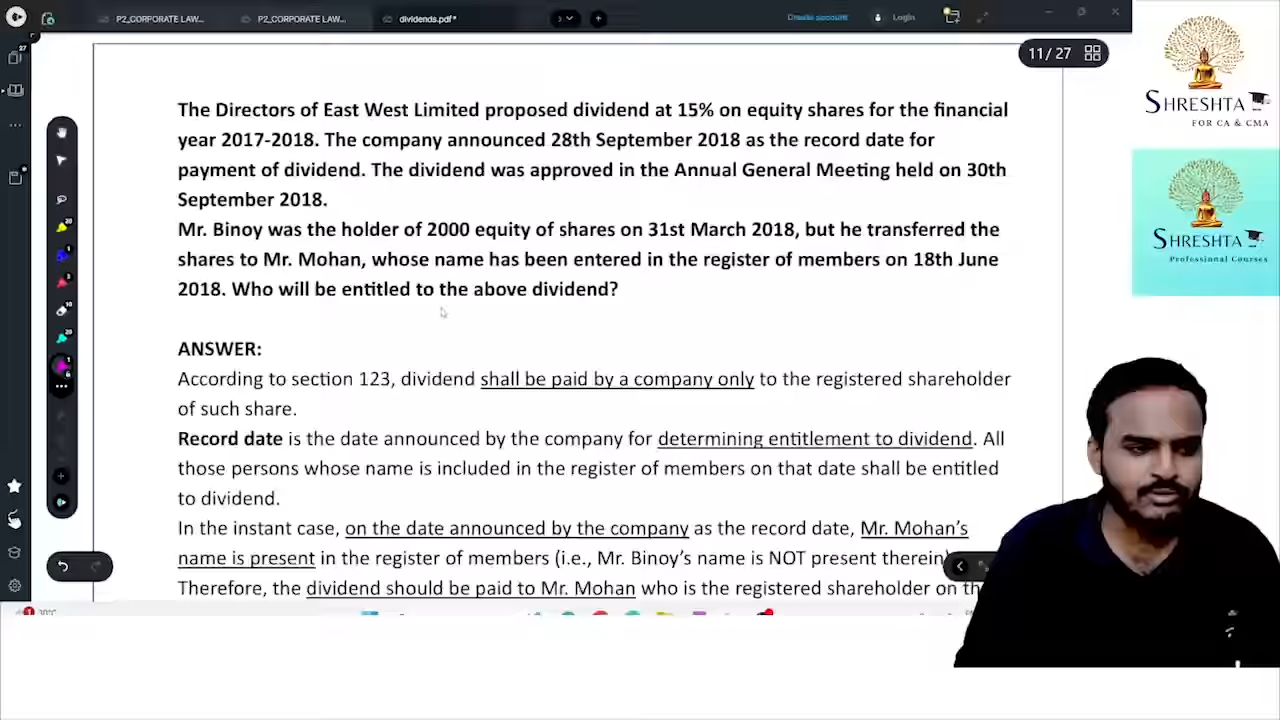 P2_CORPORATE LAW...
P2_CORPORATE LAW...
dividends.pdf*
Create account
Login
27
11 / 27
SHRESHTA
FOR CA & CMA
SHRESHTA
Professional Courses
The Directors of East West Limited proposed dividend at 15% on equity shares for the financial
year 2017-2018. The company announced 28th September 2018 as the record date for
payment of dividend. The dividend was approved in the Annual General Meeting held on 30th
September 2018.
Mr. Binoy was the holder of 2000 equity of shares on 31st March 2018, but he transferred the
shares to Mr. Mohan, whose name has been entered in the register of members on 18th June
2018. Who will be entitled to the above dividend?
ANSWER:
According to section 123, dividend shall be paid by a company only to the registered shareholder
of such share.
Record date is the date announced by the company for determining entitlement to dividend. All
those persons whose name is included in the register of members on that date shall be entitled
to dividend.
In the instant case, on the date announced by the company as the record date, Mr. Mohan's
name is present in the register of members (i.e., Mr. Binoy's name is NOT present therein)
Therefore, the dividend should be paid to Mr. Mohan who is the registered shareholder on th